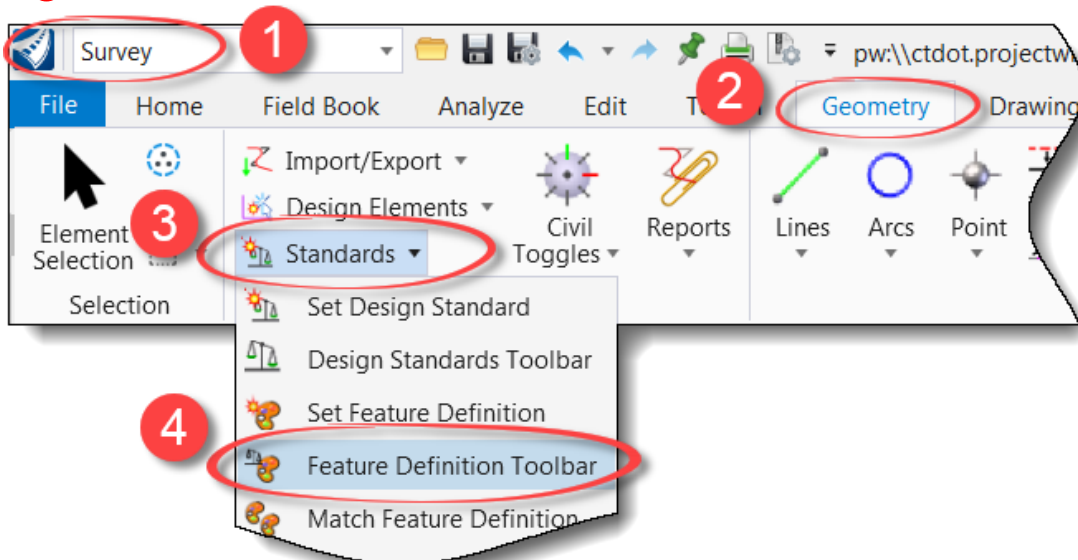 1
Survey
pw:\\ctdot.projectw
2
File Home Field Book Analyze Edit Geometry Drawing
Import/Export
Design Elements
3
Standards
Element
Selection
Civil
Toggles
Reports
Lines
Arcs
Point
Selection
Set Design Standard
Design Standards Toolbar
Set Feature Definition
4
Feature Definition Toolbar
Match Feature Definition